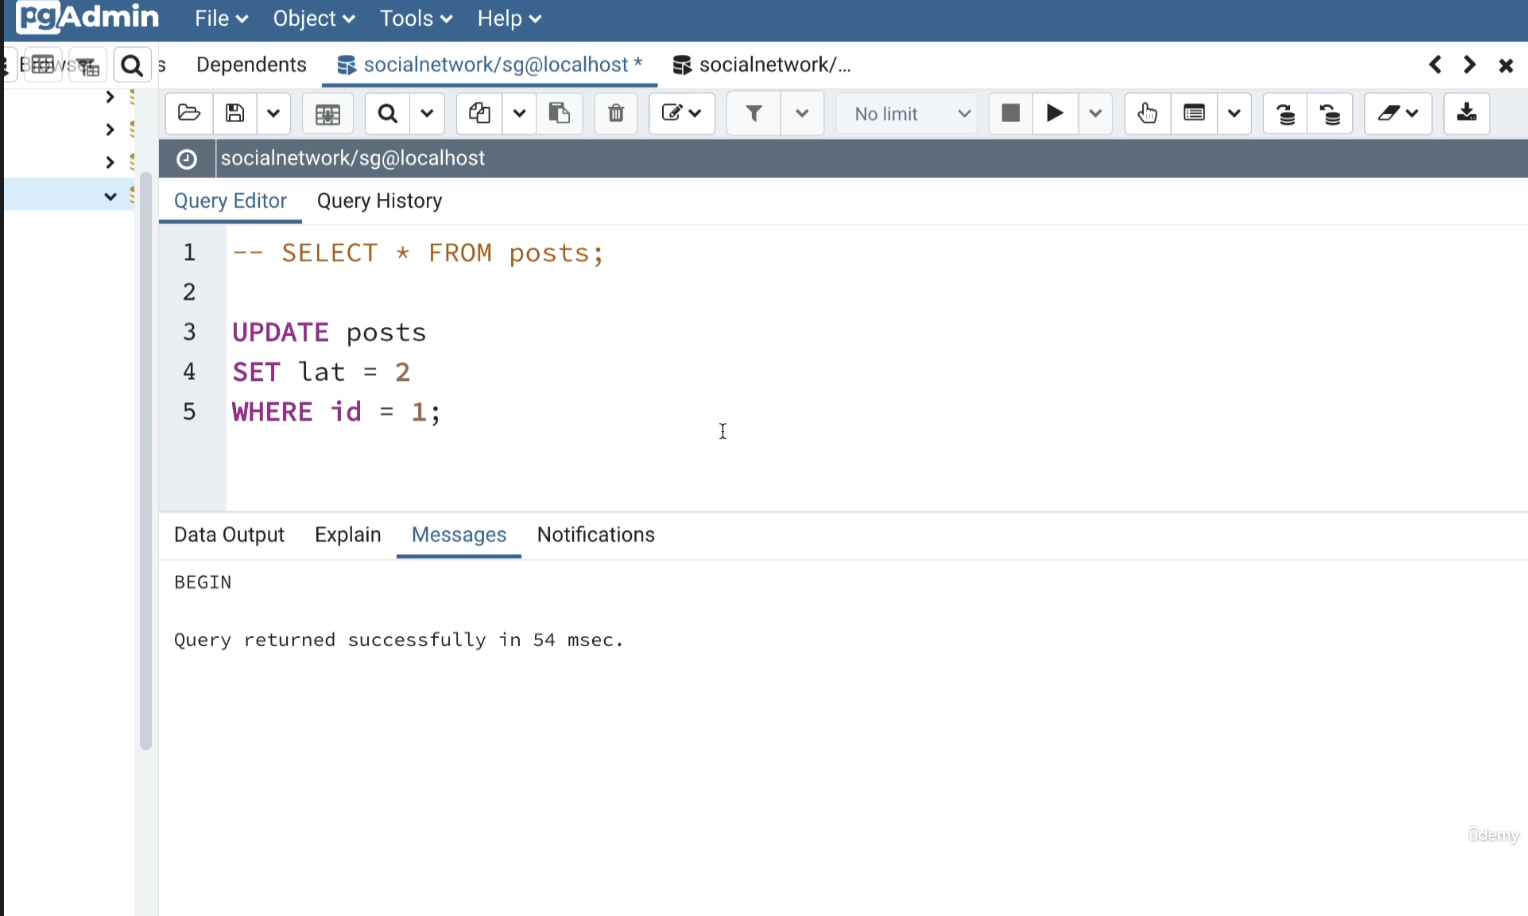 pgAdmin File Object Tools Help
s Dependents socialnetwork/sg@localhost * socialnetwork/...
No limit
socialnetwork/sg@localhost
Query Editor Query History
1 -- SELECT * FROM posts;
2
3 UPDATE posts
4 SET lat = 2
5 WHERE id = 1;
Data Output Explain Messages Notifications
BEGIN
Query returned successfully in 54 msec.
ûdemy